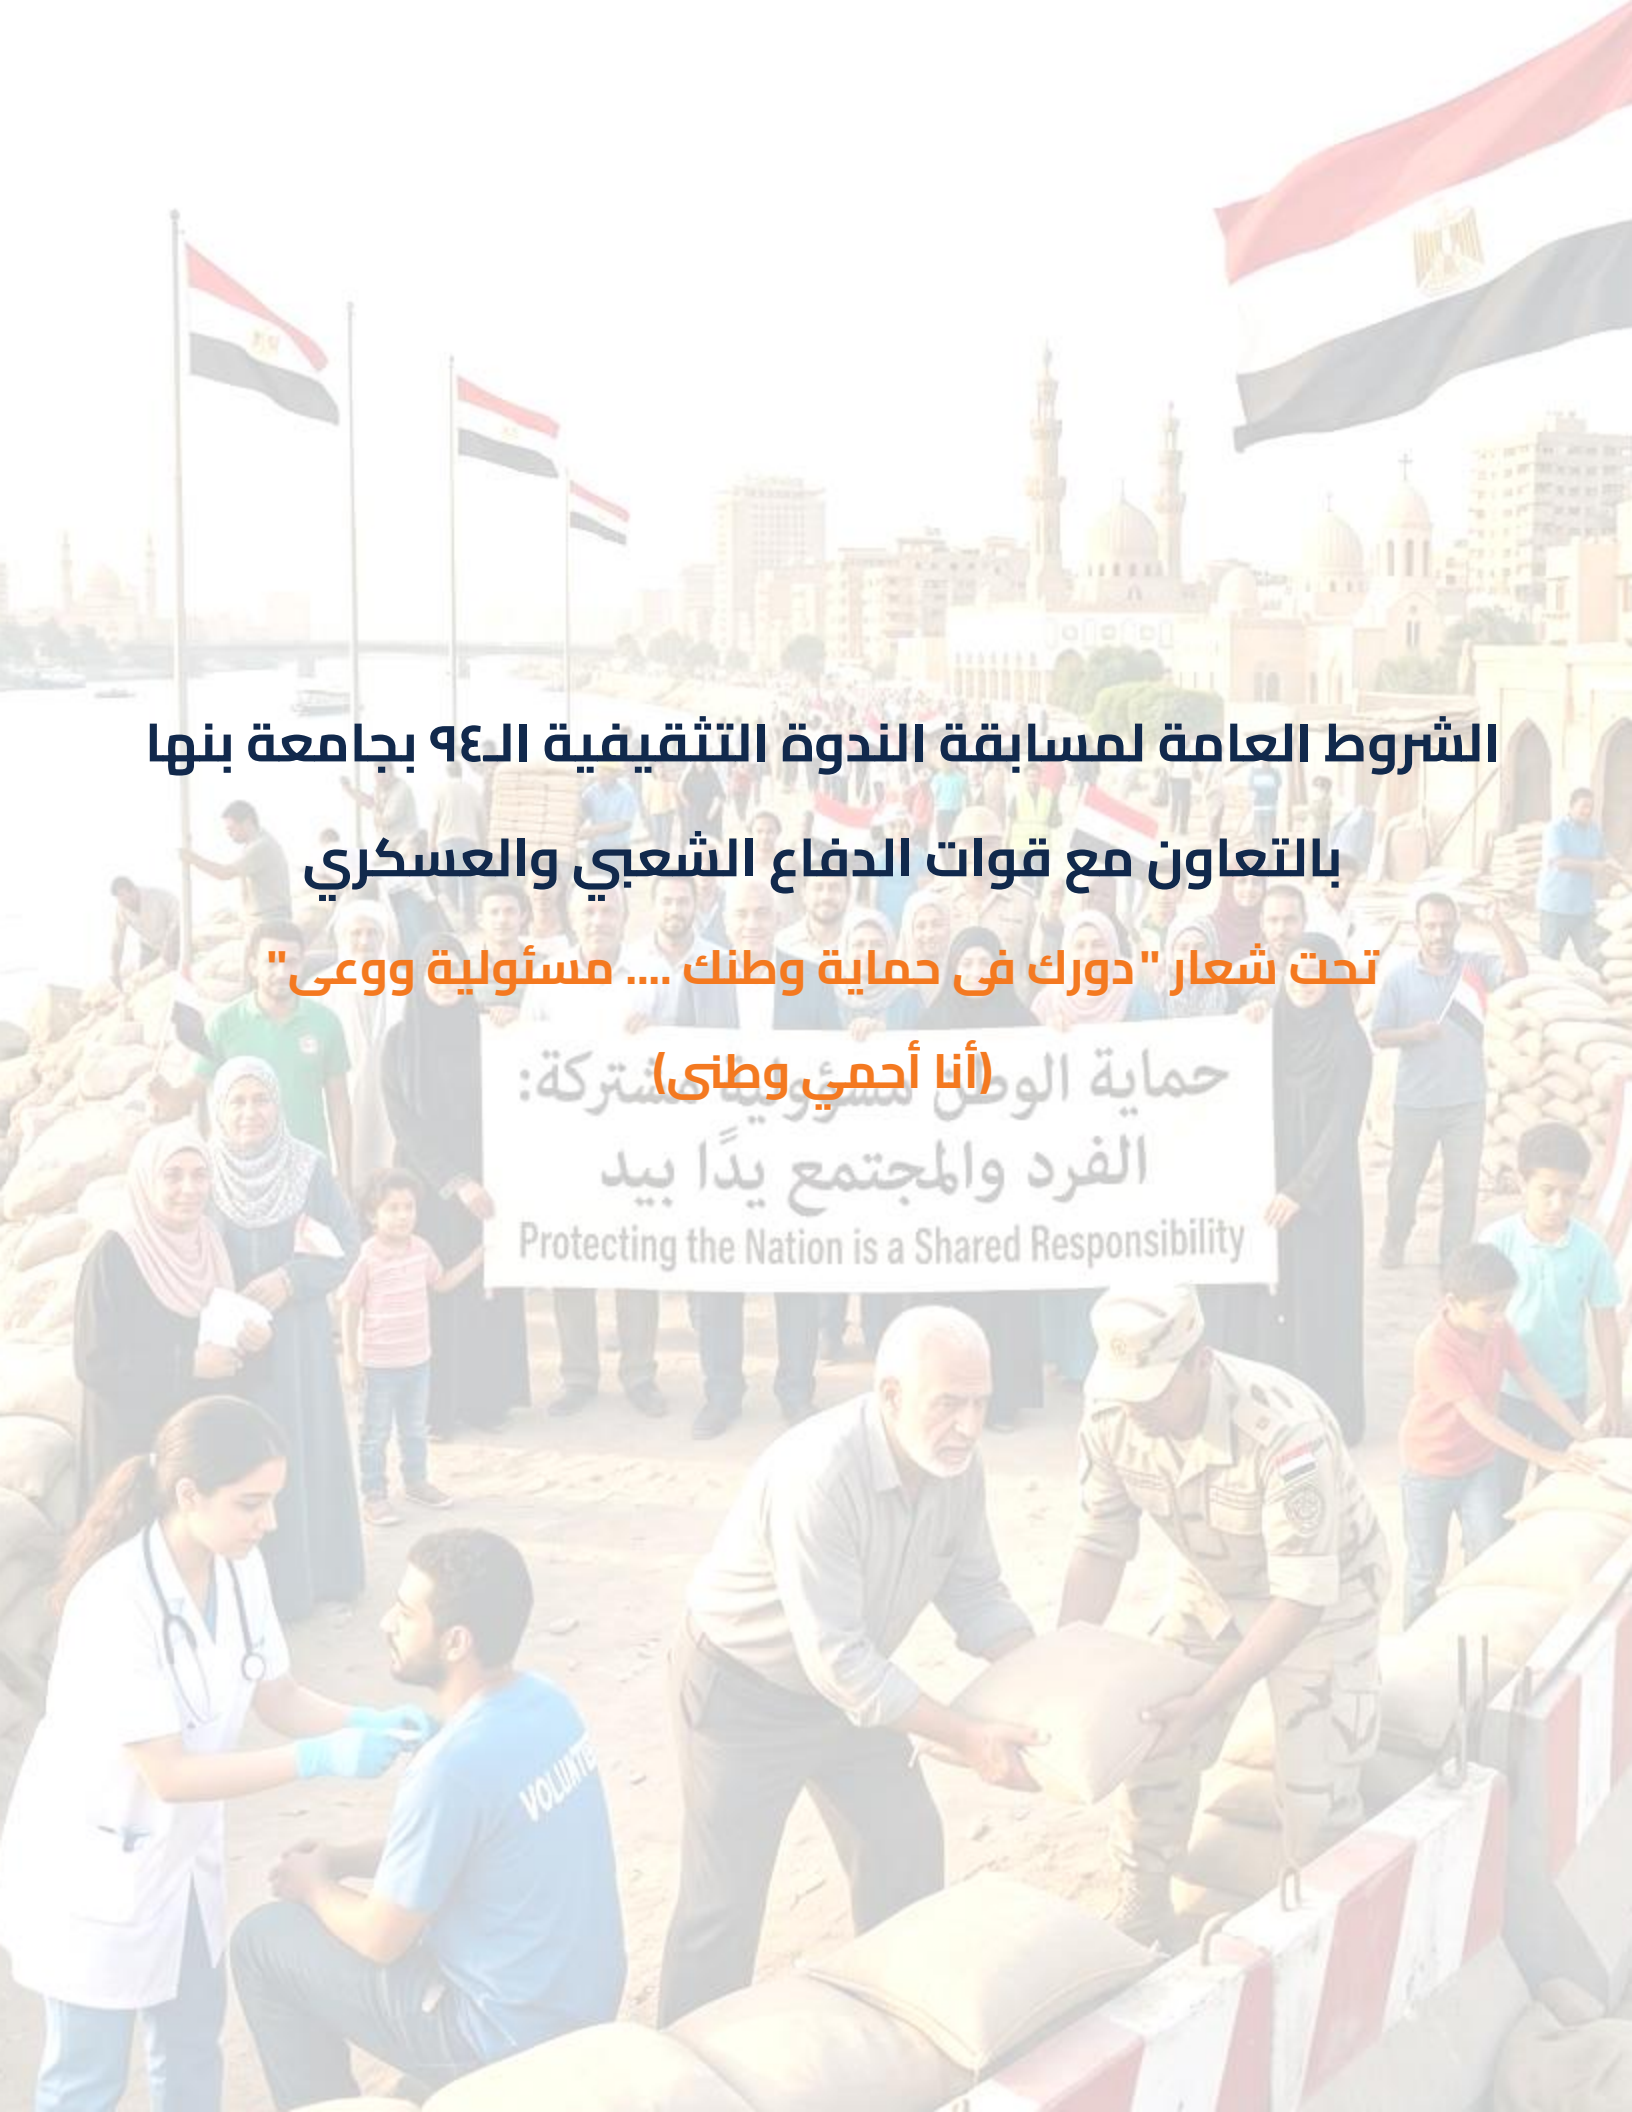 الشروط العامة لمسابقة الندوة التثقيفية الـ٩٤ بجامعة بنها
بالتعاون مع قوات الدفاع الشعبي والعسكري
تحت شعار "دورك فى حماية وطنك .... مسئولية ووعى"
(أنا أحمي وطنى)
حماية الوطن مسؤولية مشتركة:
الفرد والمجتمع يدًا بيد
Protecting the Nation is a Shared Responsibility